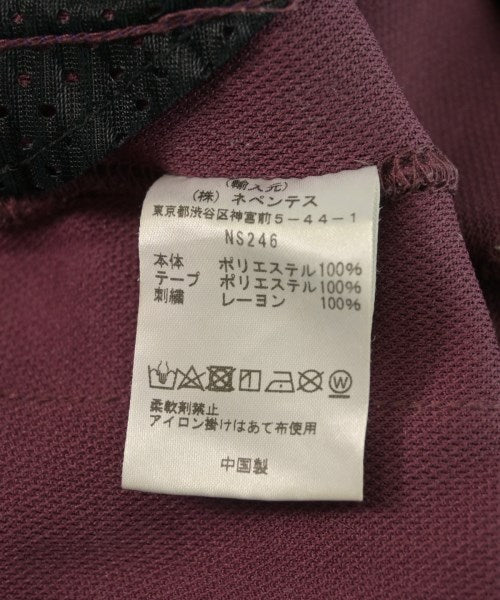 (輸入元)
(株) ネペンテス
東京都渋谷区神宮前5-44-1
NS246
本体 ポリエステル100%
テープ ポリエステル100%
刺繍 レーヨン 100%
W
柔軟剤禁止
アイロン掛けはあて布使用
中国製